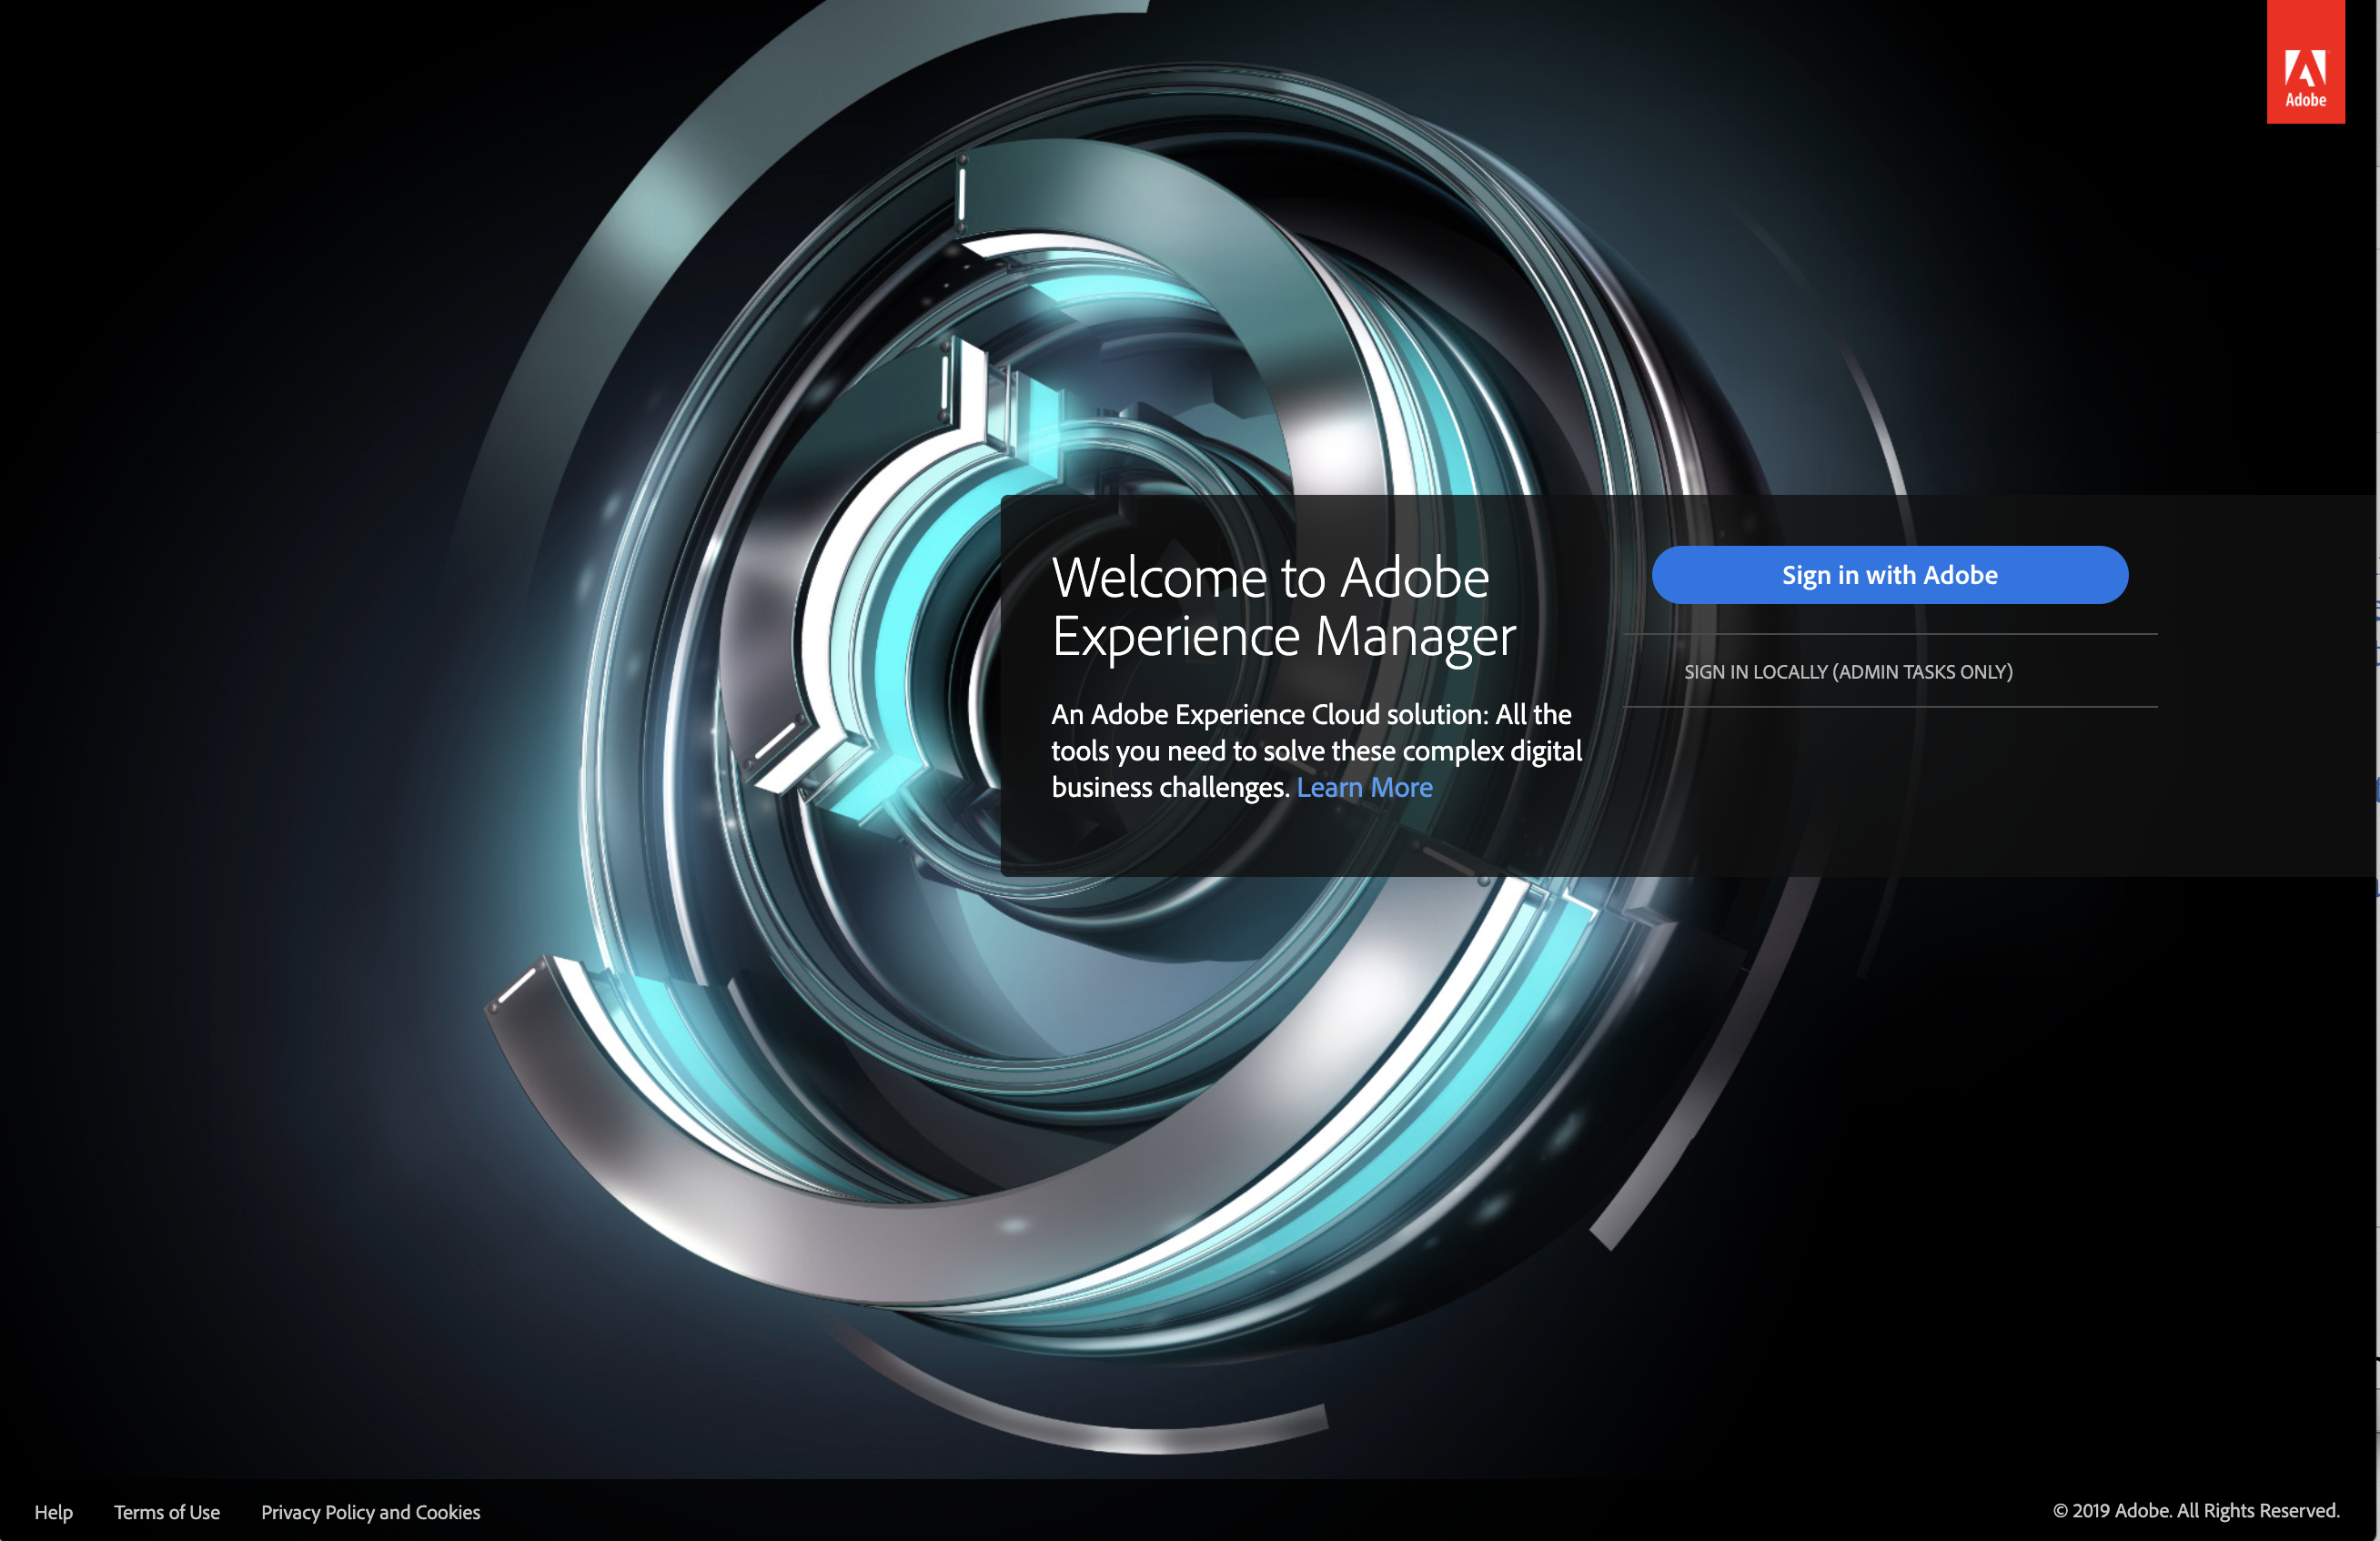 Adobe
Welcome to Adobe
Experience Manager
An Adobe Experience Cloud solution: All the
tools you need to solve these complex digital
business challenges. Learn More
Sign in with Adobe
SIGN IN LOCALLY (ADMIN TASKS ONLY)
Help
Terms of Use
Privacy Policy and Cookies
© 2019 Adobe. All Rights Reserved.